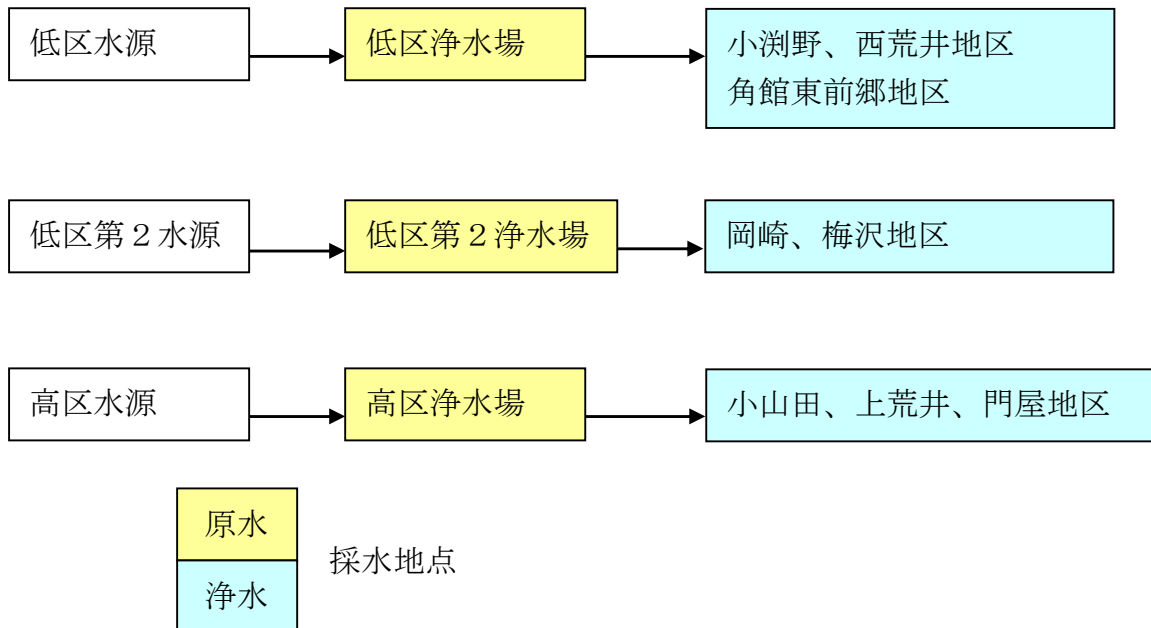 低区水源
低区浄水場
小渕野、西荒井地区
角館東前郷地区
低区第２水源
低区第２浄水場
岡崎、梅沢地区
高区水源
高区浄水場
小山田、上荒井、門屋地区
原水
採水地点
浄水